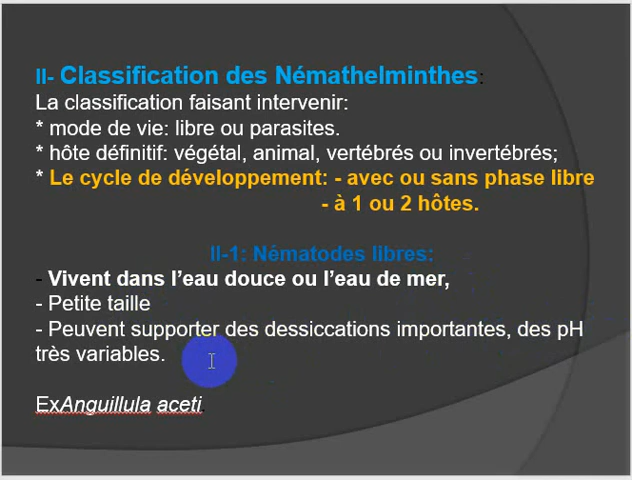 II- Classification des Némathelminthes:
La classification faisant intervenir:
* mode de vie: libre ou parasites.
* hôte définitif: végétal, animal, vertébrés ou invertébrés;
* Le cycle de développement: - avec ou sans phase libre
- à 1 ou 2 hôtes.
II-1: Nématodes libres:
- Vivent dans l'eau douce ou l'eau de mer,
- Petite taille
- Peuvent supporter des dessiccations importantes, des pH
très variables.
ExAnguillula aceti.